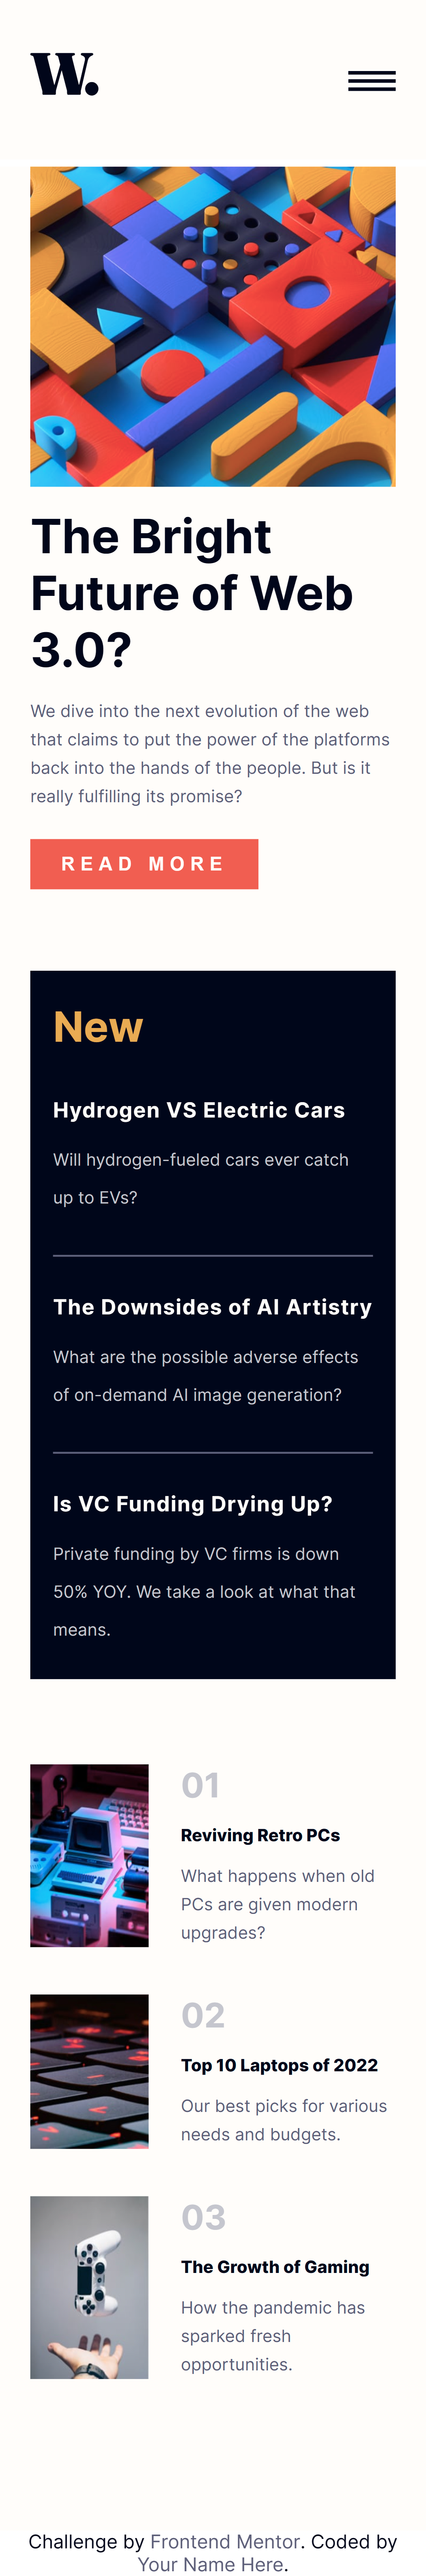 W.
The Bright
Future of Web
3.0?
We dive into the next evolution of the web
that claims to put the power of the platforms
back into the hands of the people. But is it
really fulfilling its promise?
READ MORE
New
Hydrogen VS Electric Cars
Will hydrogen-fueled cars ever catch
up to EVs?
The Downsides of AI Artistry
What are the possible adverse effects
of on-demand AI image generation?
Is VC Funding Drying Up?
Private funding by VC firms is down
50% YOY. We take a look at what that
means.
01
Reviving Retro PCs
What happens when old
PCs are given modern
upgrades?
02
Top 10 Laptops of 2022
Our best picks for various
needs and budgets.
03
The Growth of Gaming
How the pandemic has
sparked fresh
opportunities.
Challenge by Frontend Mentor. Coded by
Your Name Here.